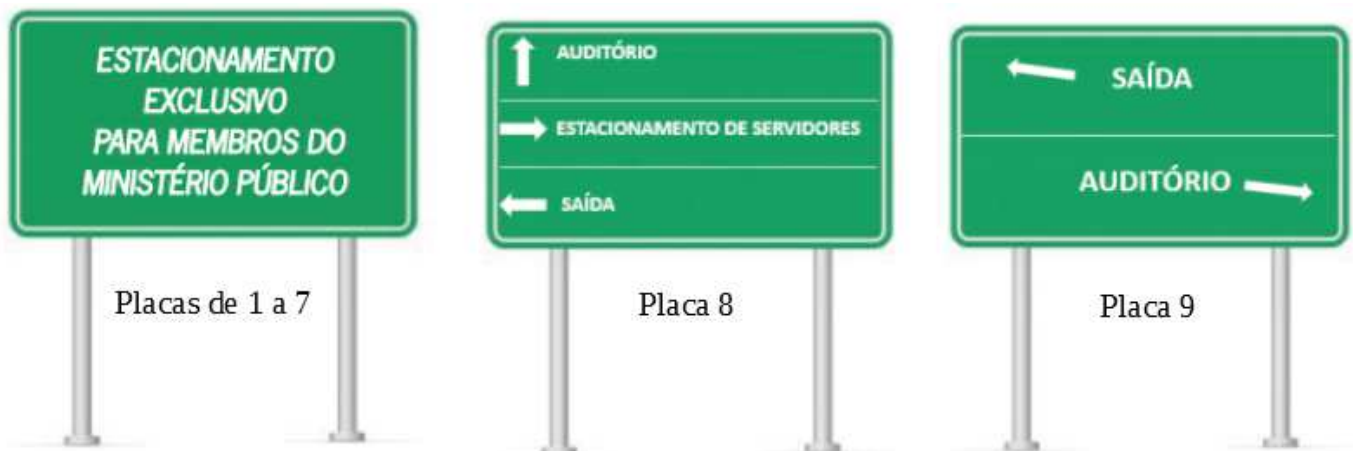 ESTACIONAMENTO
EXCLUSIVO
PARA MEMBROS DO
MINISTÉRIO PÚBLICO
Placas de 1 a 7
AUDITÓRIO
ESTACIONAMENTO DE SERVIDORES
SAÍDA
Placa 8
SAÍDA
AUDITÓRIO
Placa 9